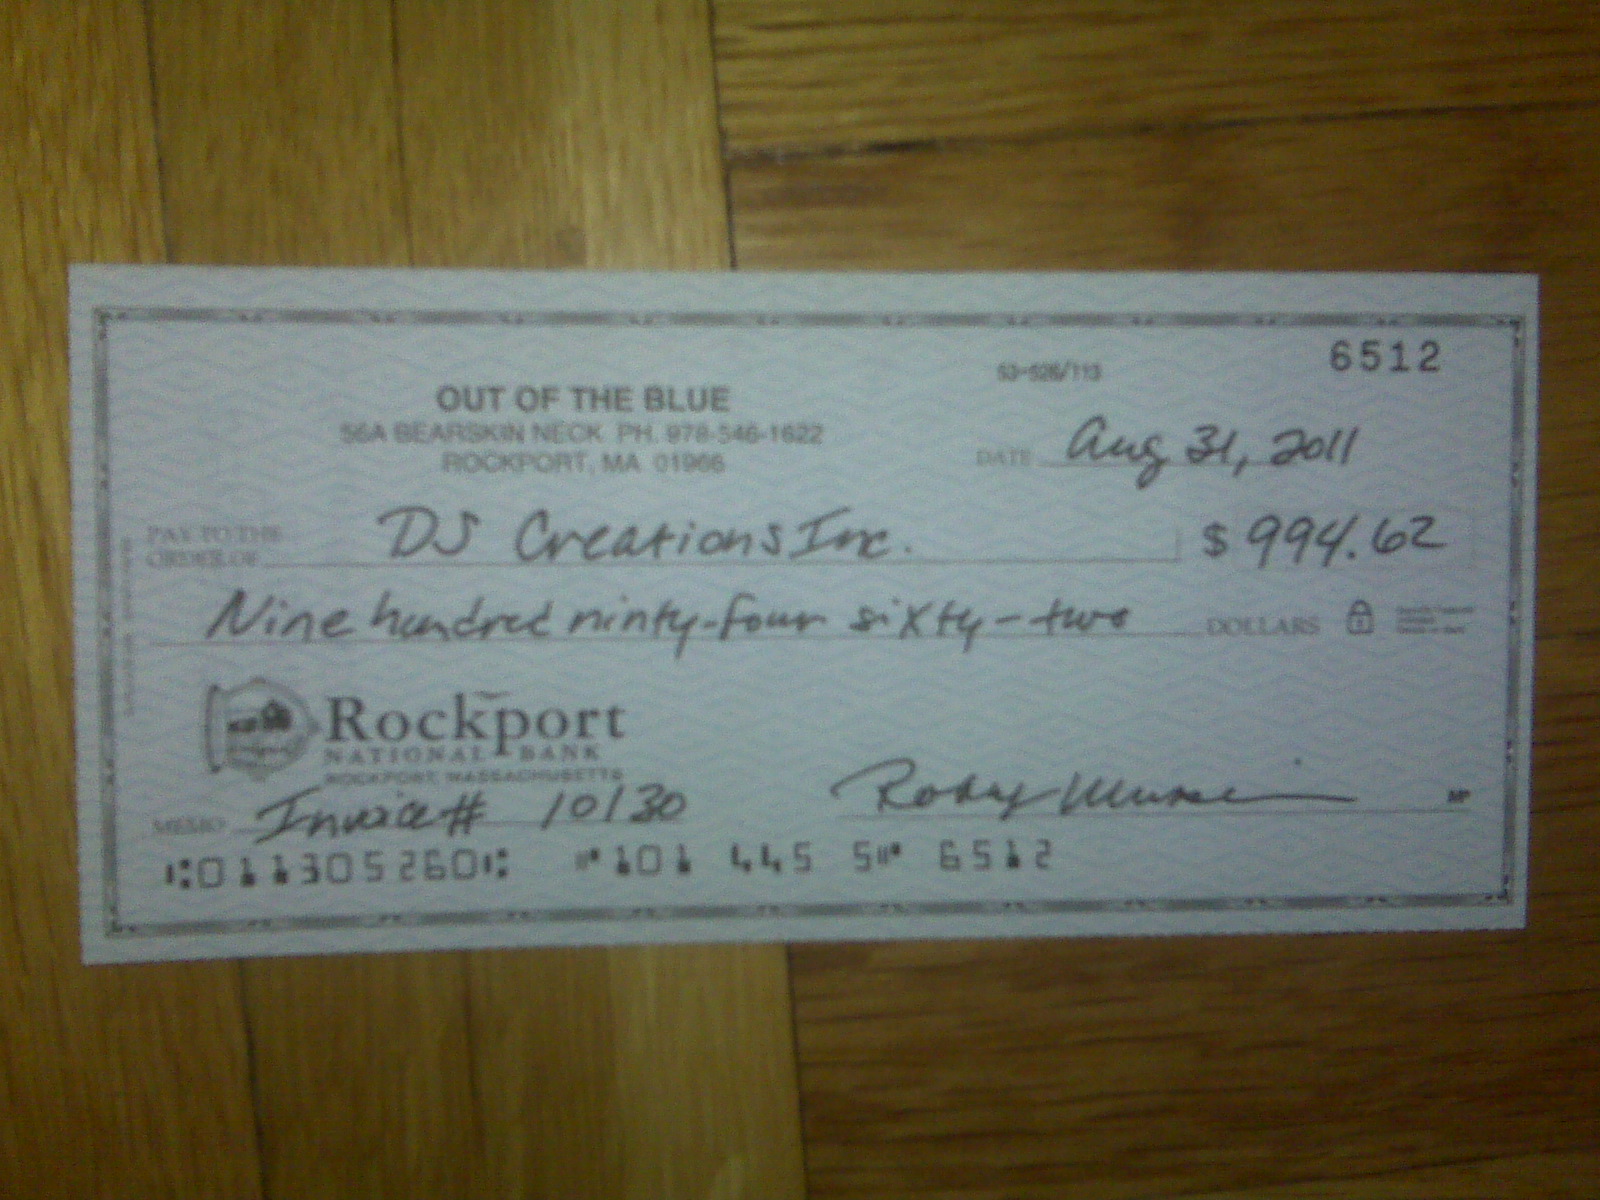 6512
53-526/113
OUT OF THE BLUE
56A BEARSKIN NECK PH. 978-546-1622
ROCKPORT, MA 01966
DATE Aug 31, 2011
PAY TO THE
ORDER OF DJ Creations Inc. $ 994.62
Nine hundred ninty-four sixty-two DOLLARS
Rockport
NATIONAL BANK
ROCKPORT, MASSACHUSETTS
MEMO Invoice# 10130
MP
⑆011305260⑆ ⑈101 445 5⑈ 6512